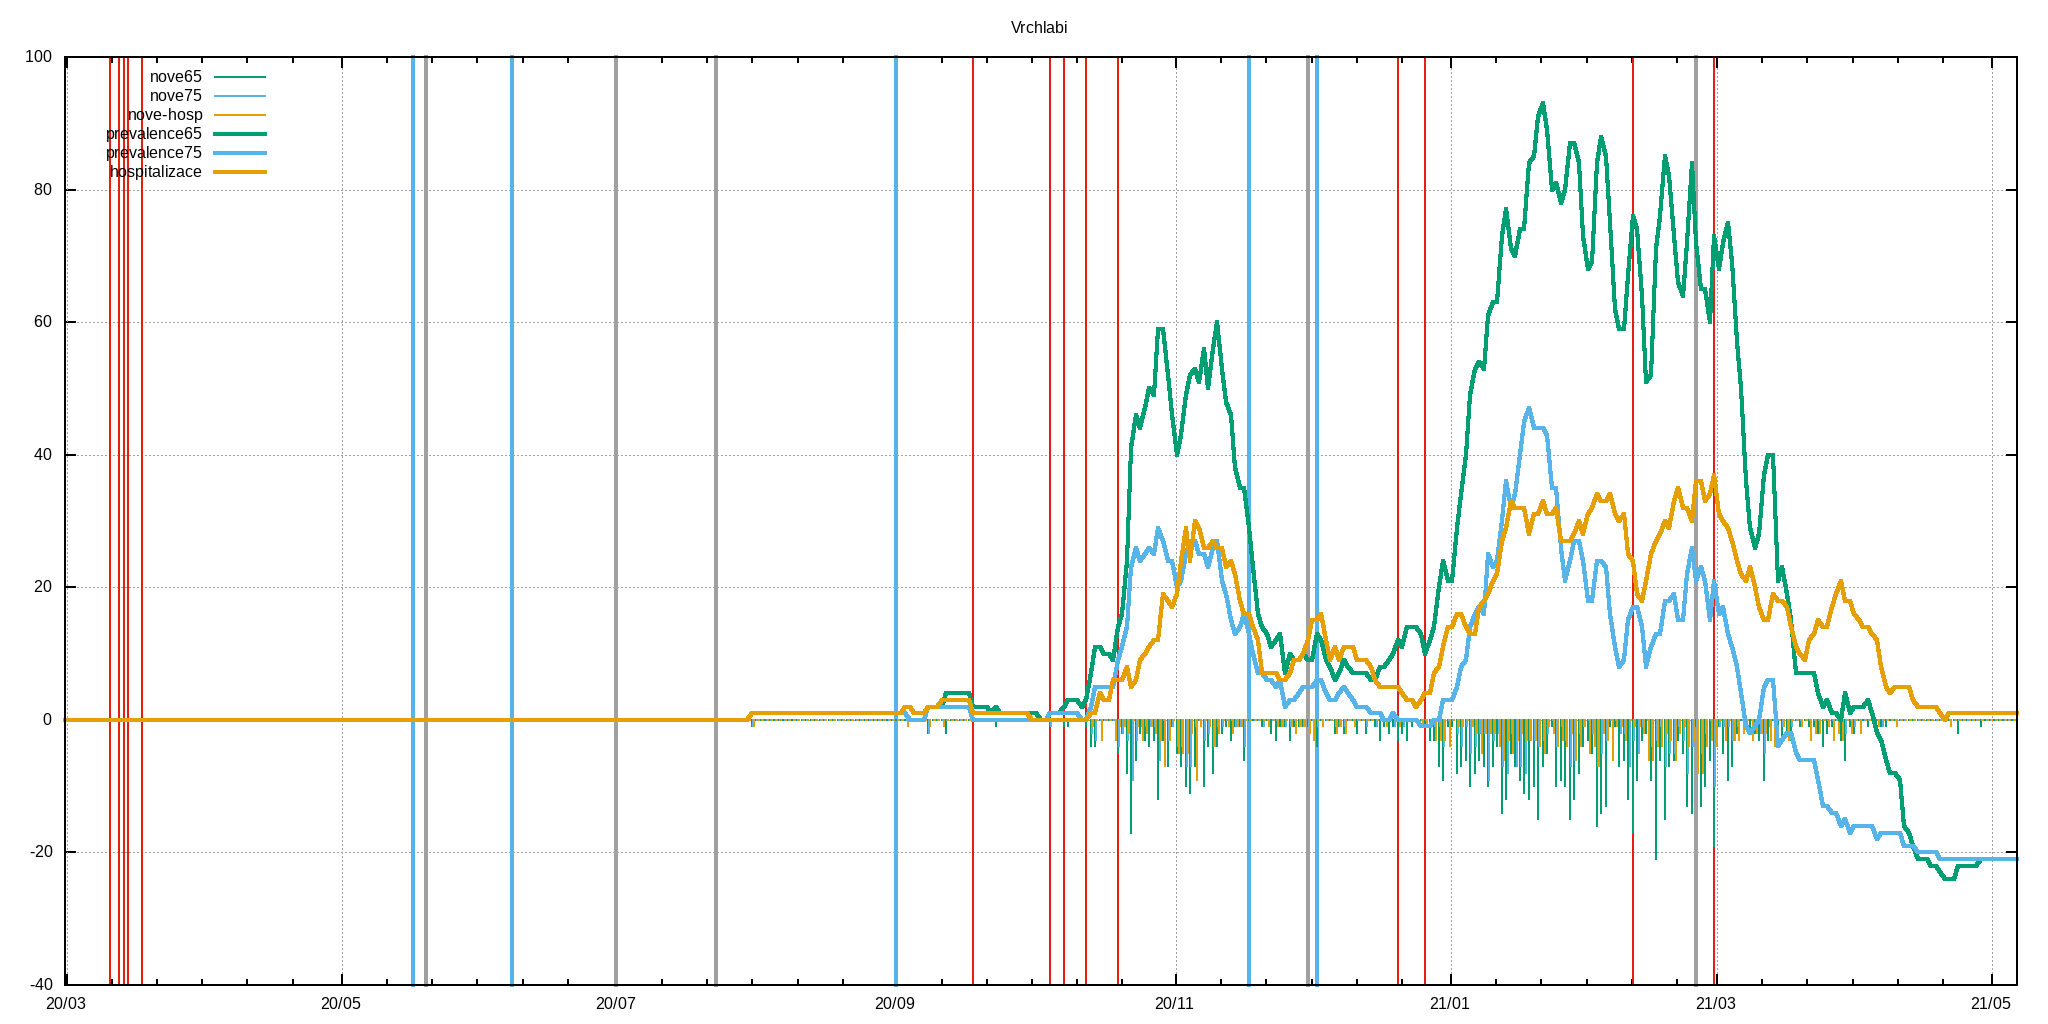 Vrchlabi
100
80
60
40
20
0
-20
-40
nove65
nove75
nove-hosp
prevalence65
prevalence75
hospitalizace
20/03 20/05 20/07 20/09 20/11 21/01 21/03 21/05